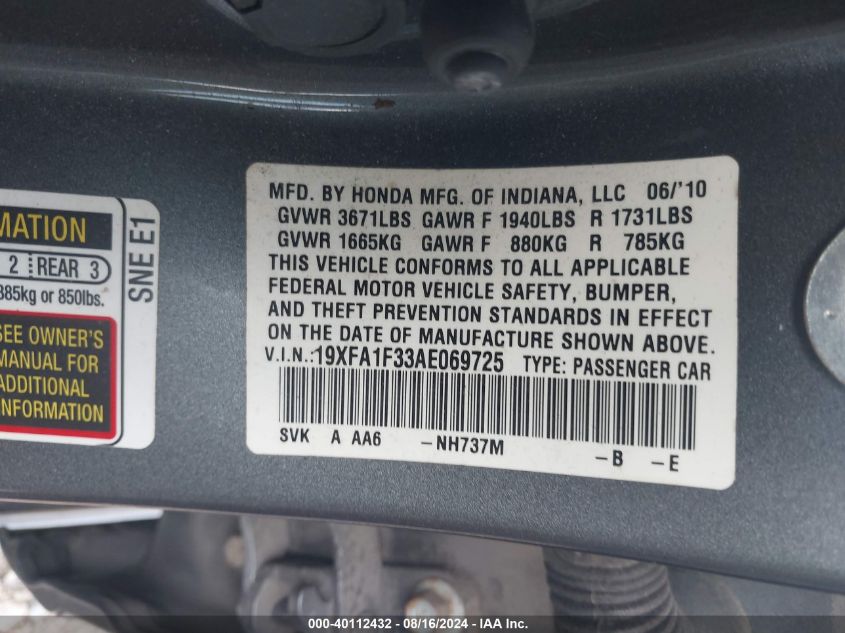 MATION
2 REAR 3
385kg or 850lbs.
SEE OWNER'S
MANUAL FOR
ADDITIONAL
INFORMATION
SNE E1
MFD. BY HONDA MFG. OF INDIANA, LLC 06/'10
GVWR 3671LBS GAWR F 1940LBS R 1731LBS
GVWR 1665KG GAWR F 880KG R 785KG
THIS VEHICLE CONFORMS TO ALL APPLICABLE
FEDERAL MOTOR VEHICLE SAFETY, BUMPER,
AND THEFT PREVENTION STANDARDS IN EFFECT
ON THE DATE OF MANUFACTURE SHOWN ABOVE.
V.I.N.:19XFA1F33AE069725 TYPE: PASSENGER CAR
SVK A AA6 -NH737M
-B -E
000-40112432 - 08/16/2024 - IAA, Inc.